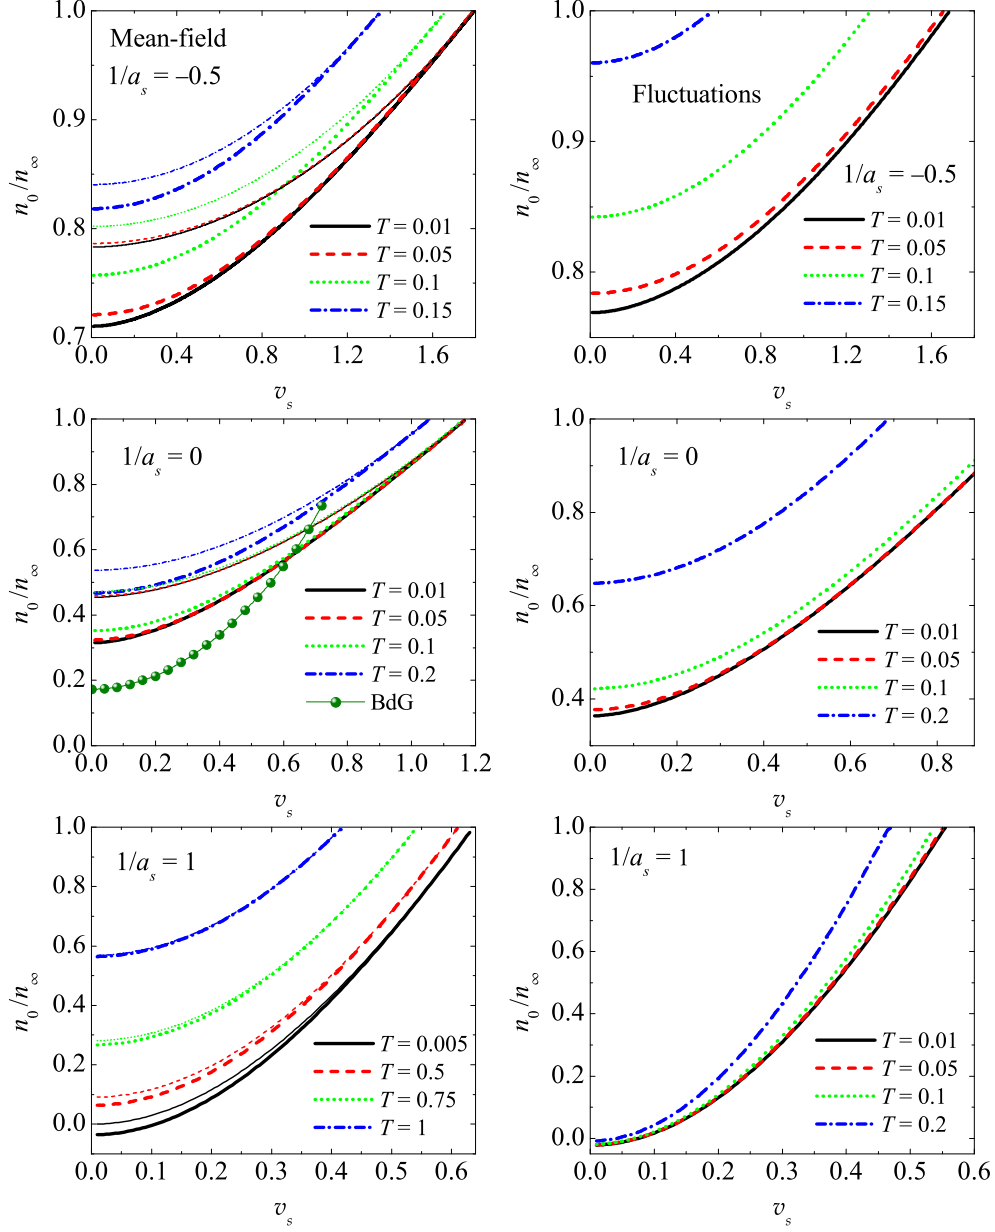 Mean-field
1/a_s = –0.5
n_0/n_∞
1.0
0.9
0.8
0.7
T = 0.01
T = 0.05
T = 0.1
T = 0.15
0.0 0.4 0.8 1.2 1.6
v_s
Fluctuations
1/a_s = –0.5
n_0/n_∞
1.0
0.9
0.8
T = 0.01
T = 0.05
T = 0.1
T = 0.15
0.0 0.4 0.8 1.2 1.6
v_s
1/a_s = 0
n_0/n_∞
1.0
0.8
0.6
0.4
0.2
0.0
T = 0.01
T = 0.05
T = 0.1
T = 0.2
BdG
0.0 0.2 0.4 0.6 0.8 1.0 1.2
v_s
1/a_s = 0
n_0/n_∞
1.0
0.8
0.6
0.4
T = 0.01
T = 0.05
T = 0.1
T = 0.2
0.0 0.2 0.4 0.6 0.8
v_s
1/a_s = 1
n_0/n_∞
1.0
0.8
0.6
0.4
0.2
0.0
T = 0.005
T = 0.5
T = 0.75
T = 1
0.0 0.1 0.2 0.3 0.4 0.5 0.6
v_s
1/a_s = 1
n_0/n_∞
1.0
0.8
0.6
0.4
0.2
0.0
T = 0.01
T = 0.05
T = 0.1
T = 0.2
0.0 0.1 0.2 0.3 0.4 0.5 0.6
v_s